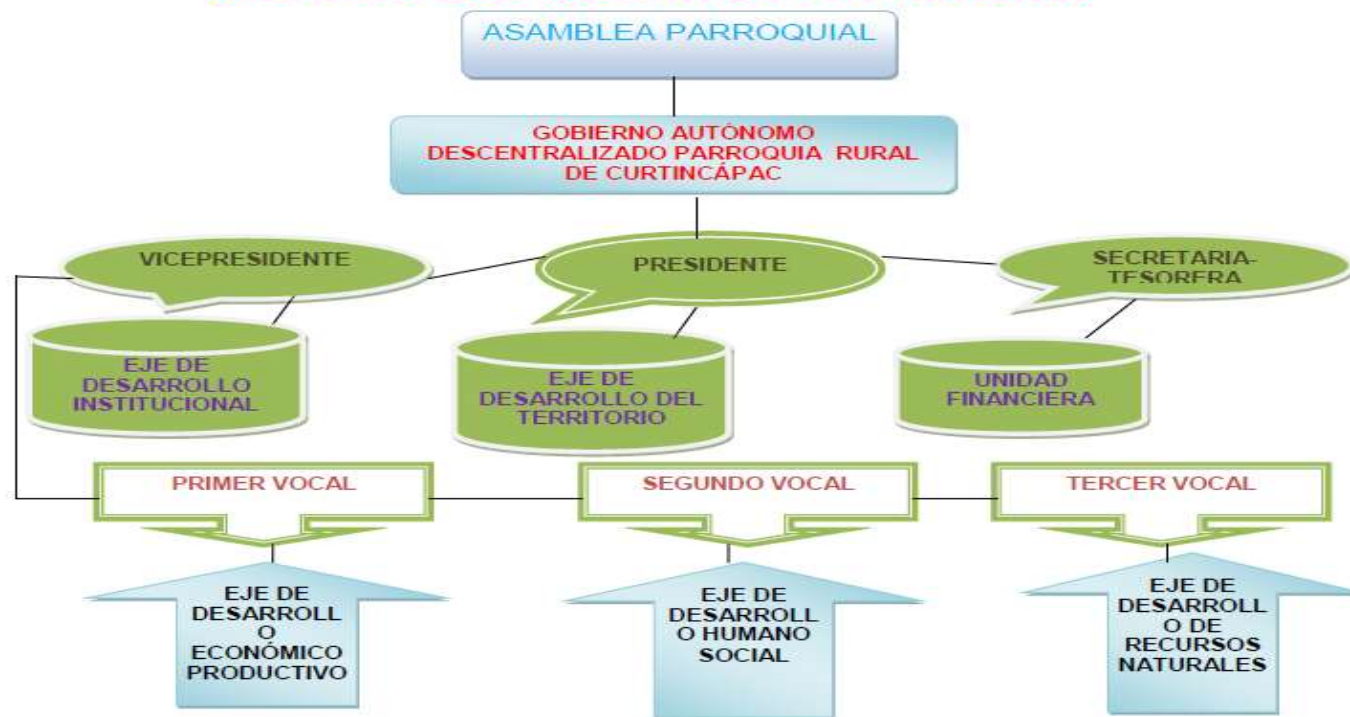 ASAMBLEA PARROQUIAL
GOBIERNO AUTÓNOMO
DESCENTRALIZADO PARROQUIA RURAL
DE CURTINCÁPAC
VICEPRESIDENTE
PRESIDENTE
SECRETARIA-
TESORERA
EJE DE
DESARROLLO
INSTITUCIONAL
EJE DE
DESARROLLO DEL
TERRITORIO
UNIDAD
FINANCIERA
PRIMER VOCAL
SEGUNDO VOCAL
TERCER VOCAL
EJE DE
DESARROLL
O
ECONÓMICO
PRODUCTIVO
EJE DE
DESARROLL
O HUMANO
SOCIAL
EJE DE
DESARROLL
O DE
RECURSOS
NATURALES